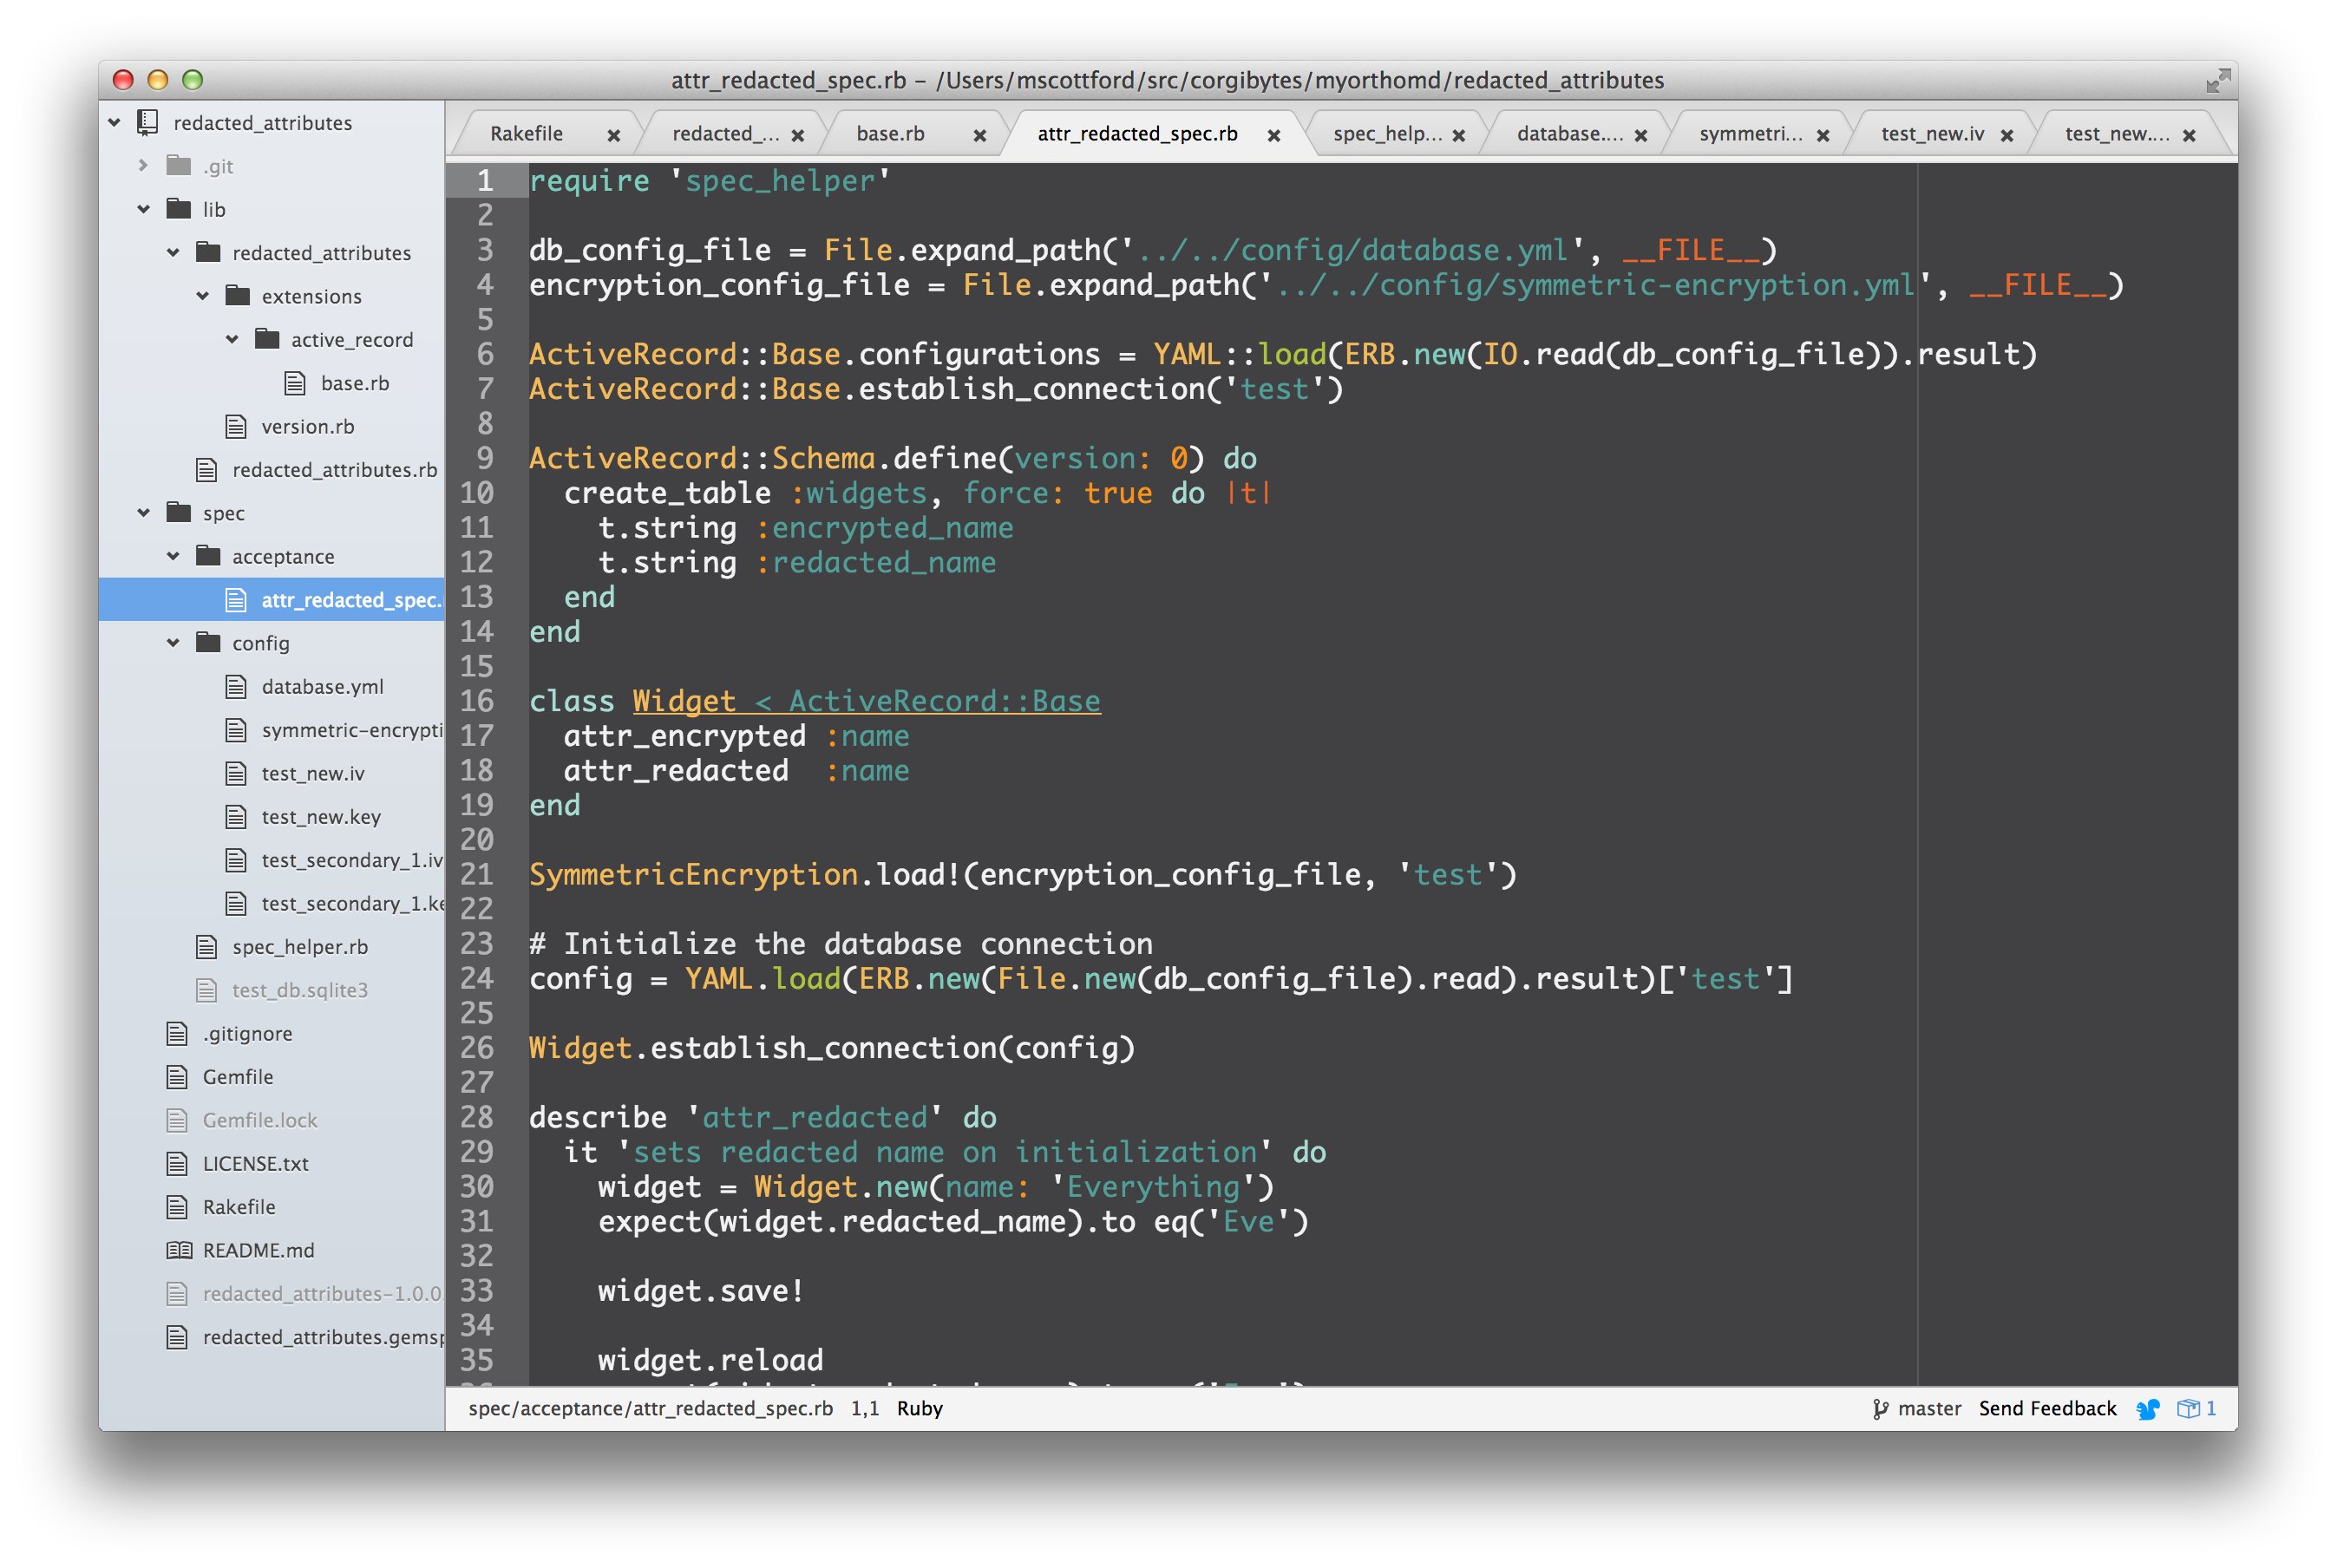 attr_redacted_spec.rb – /Users/mscottford/src/corgibytes/myorthomd/redacted_attributes
redacted_attributes
.git
lib
redacted_attributes
extensions
active_record
base.rb
version.rb
redacted_attributes.rb
spec
acceptance
attr_redacted_spec.
config
database.yml
symmetric-encrypti
test_new.iv
test_new.key
test_secondary_1.iv
test_secondary_1.ke
spec_helper.rb
test_db.sqlite3
.gitignore
Gemfile
Gemfile.lock
LICENSE.txt
Rakefile
README.md
redacted_attributes-1.0.0.
redacted_attributes.gemsp
Rakefile redacted_... base.rb attr_redacted_spec.rb spec_help... database.... symmetri... test_new.iv test_new....
1 require 'spec_helper'
2
3 db_config_file = File.expand_path('../../config/database.yml', __FILE__)
4 encryption_config_file = File.expand_path('../../config/symmetric-encryption.yml', __FILE__)
5
6 ActiveRecord::Base.configurations = YAML::load(ERB.new(IO.read(db_config_file)).result)
7 ActiveRecord::Base.establish_connection('test')
8
9 ActiveRecord::Schema.define(version: 0) do
10 create_table :widgets, force: true do |t|
11 t.string :encrypted_name
12 t.string :redacted_name
13 end
14 end
15
16 class Widget < ActiveRecord::Base
17 attr_encrypted :name
18 attr_redacted :name
19 end
20
21 SymmetricEncryption.load!(encryption_config_file, 'test')
22
23 # Initialize the database connection
24 config = YAML.load(ERB.new(File.new(db_config_file).read).result)['test']
25
26 Widget.establish_connection(config)
27
28 describe 'attr_redacted' do
29 it 'sets redacted name on initialization' do
30 widget = Widget.new(name: 'Everything')
31 expect(widget.redacted_name).to eq('Eve')
32
33 widget.save!
34
35 widget.reload
spec/acceptance/attr_redacted_spec.rb 1,1 Ruby master Send Feedback 1